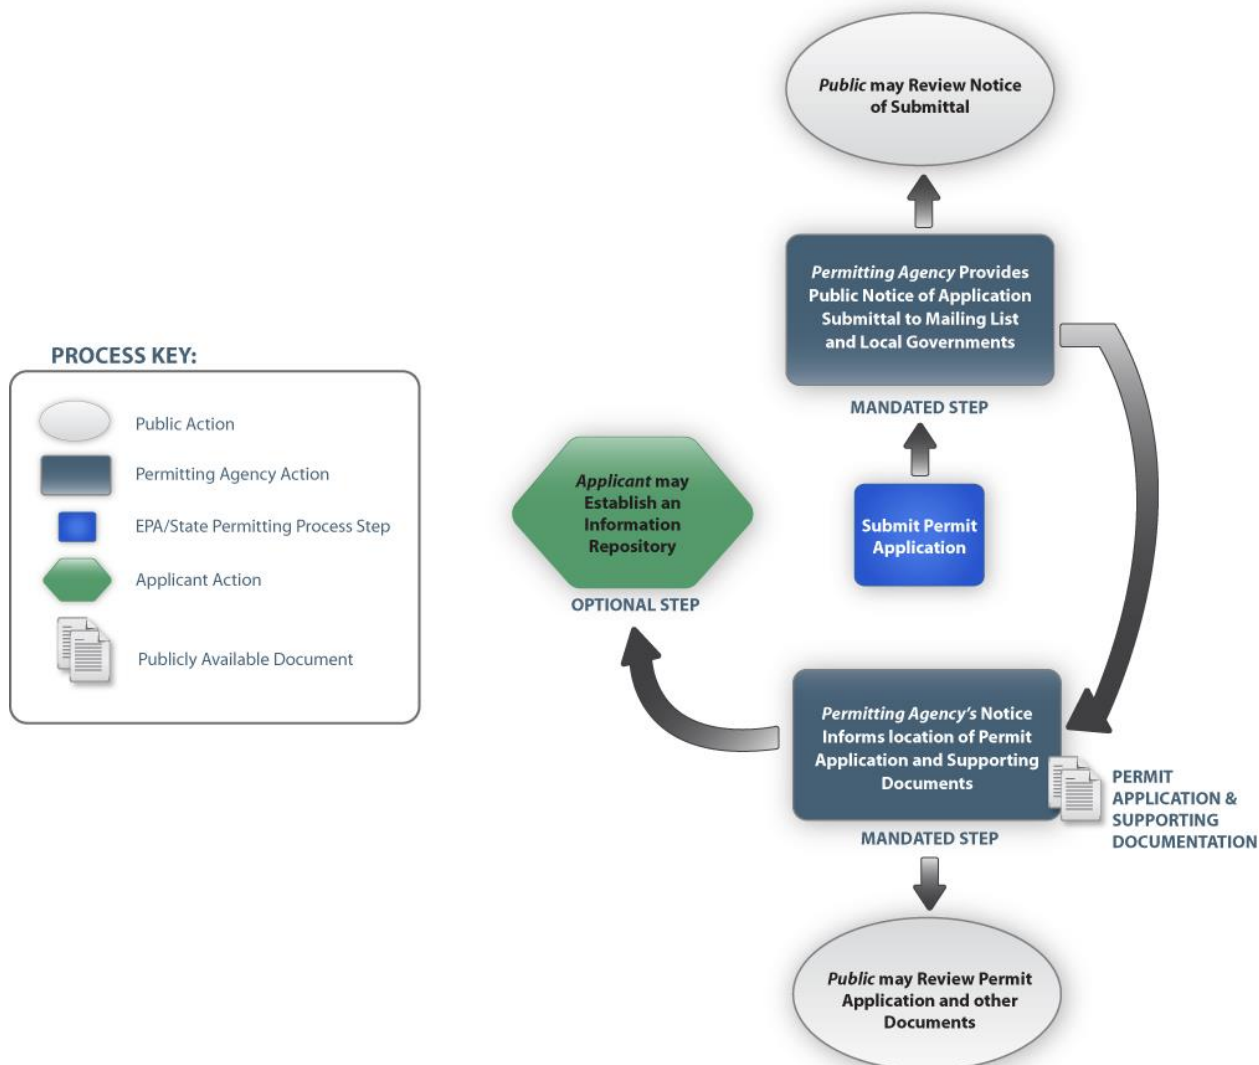 Public may Review Notice
of Submittal
Permitting Agency Provides
Public Notice of Application
Submittal to Mailing List
and Local Governments
MANDATED STEP
PROCESS KEY:
Public Action
Permitting Agency Action
EPA/State Permitting Process Step
Applicant Action
Publicly Available Document
Applicant may
Establish an
Information
Repository
OPTIONAL STEP
Submit Permit
Application
Permitting Agency's Notice
Informs location of Permit
Application and Supporting
Documents
MANDATED STEP
PERMIT
APPLICATION &
SUPPORTING
DOCUMENTATION
Public may Review Permit
Application and other
Documents